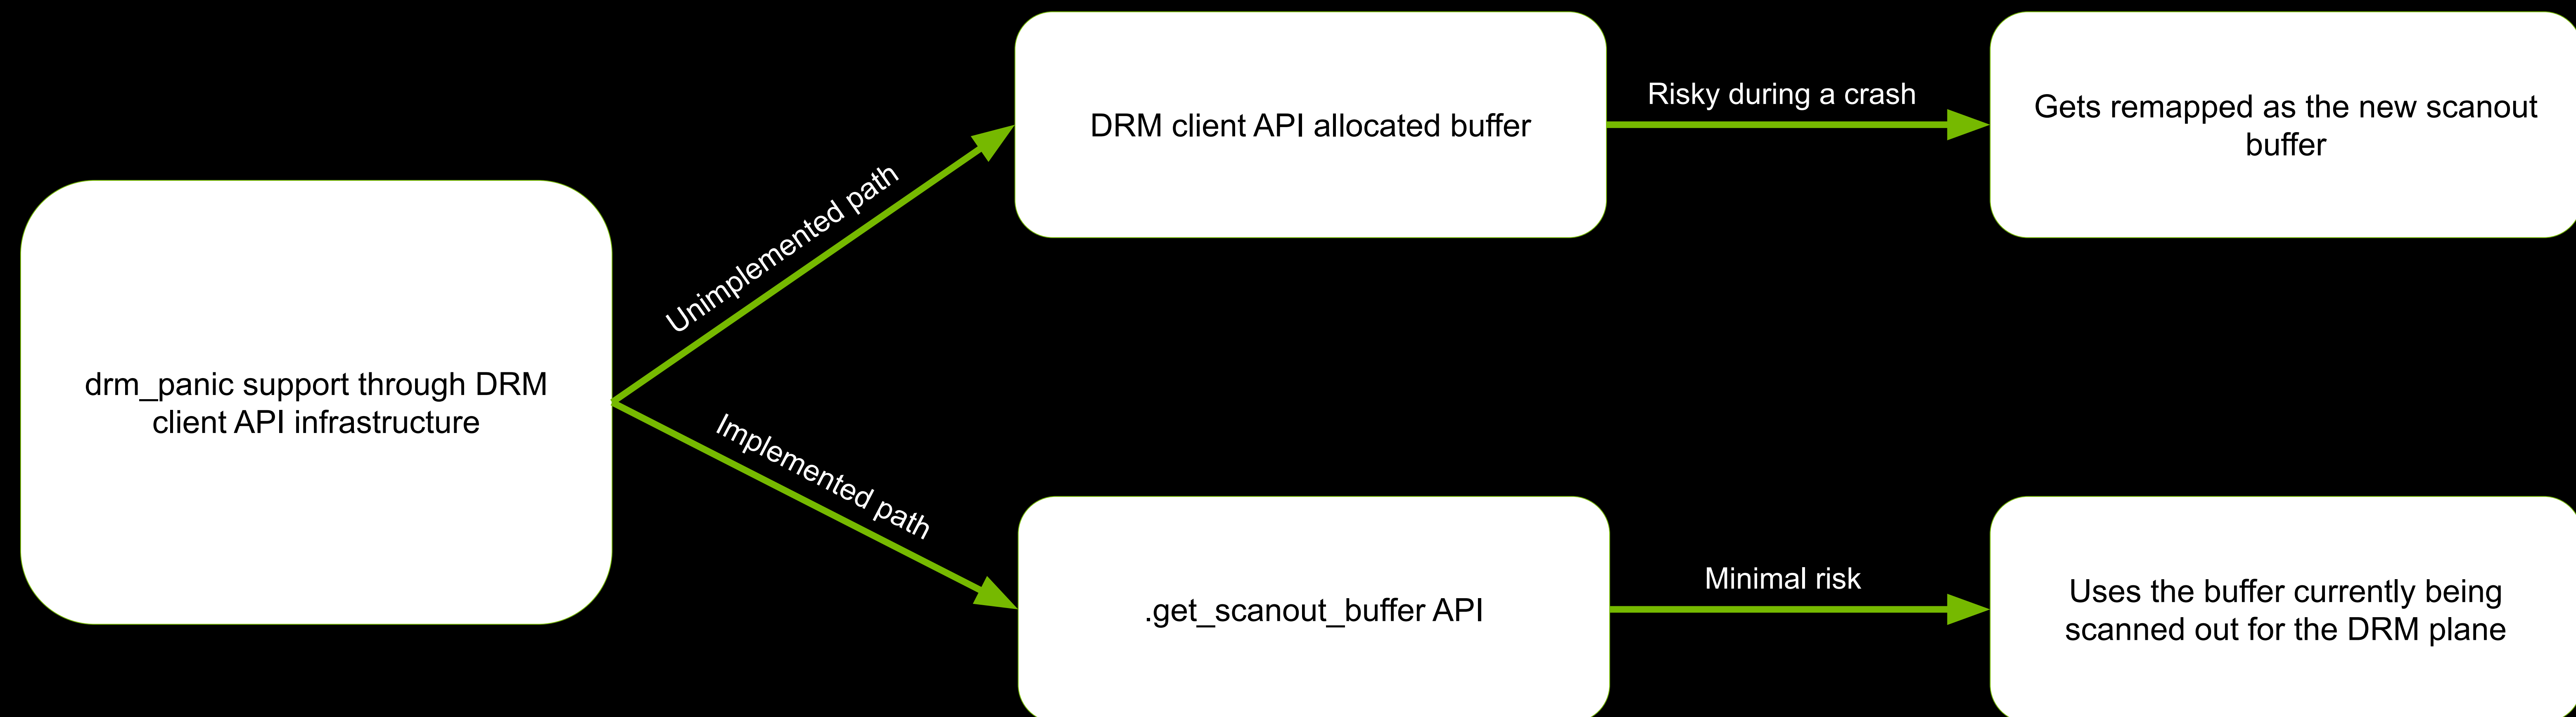 drm_panic support through DRM
client API infrastructure
Unimplemented path
DRM client API allocated buffer
Risky during a crash
Gets remapped as the new scanout
buffer
Implemented path
.get_scanout_buffer API
Minimal risk
Uses the buffer currently being
scanned out for the DRM plane